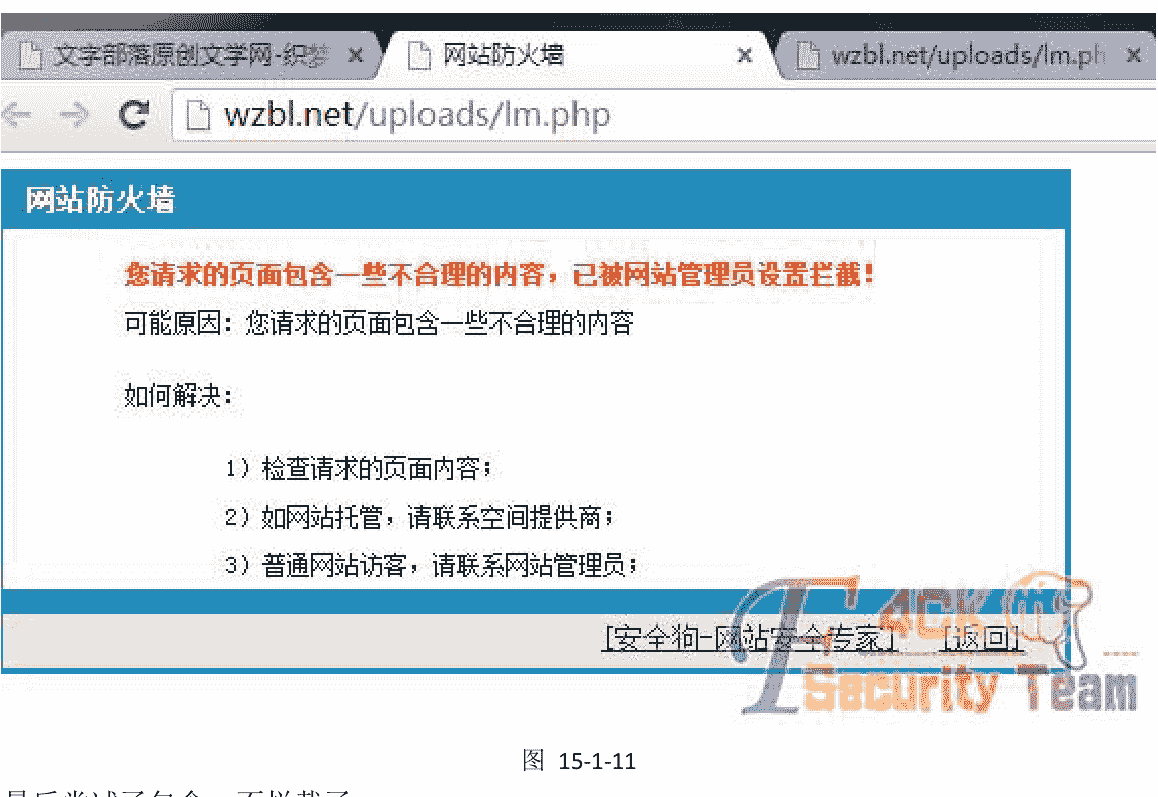 文字部落原创文学网-织梦
网站防火墙
wzbl.net/uploads/lm.ph
wzbl.net/uploads/lm.php
网站防火墙
您请求的页面包含一些不合理的内容，已被网站管理员设置拦截！
可能原因：您请求的页面包含一些不合理的内容
如何解决：
1）检查请求的页面内容；
2）如网站托管，请联系空间提供商；
3）普通网站访客，请联系网站管理员；
[安全狗-网站安全专家] [返回]
Security Team
图 15-1-11